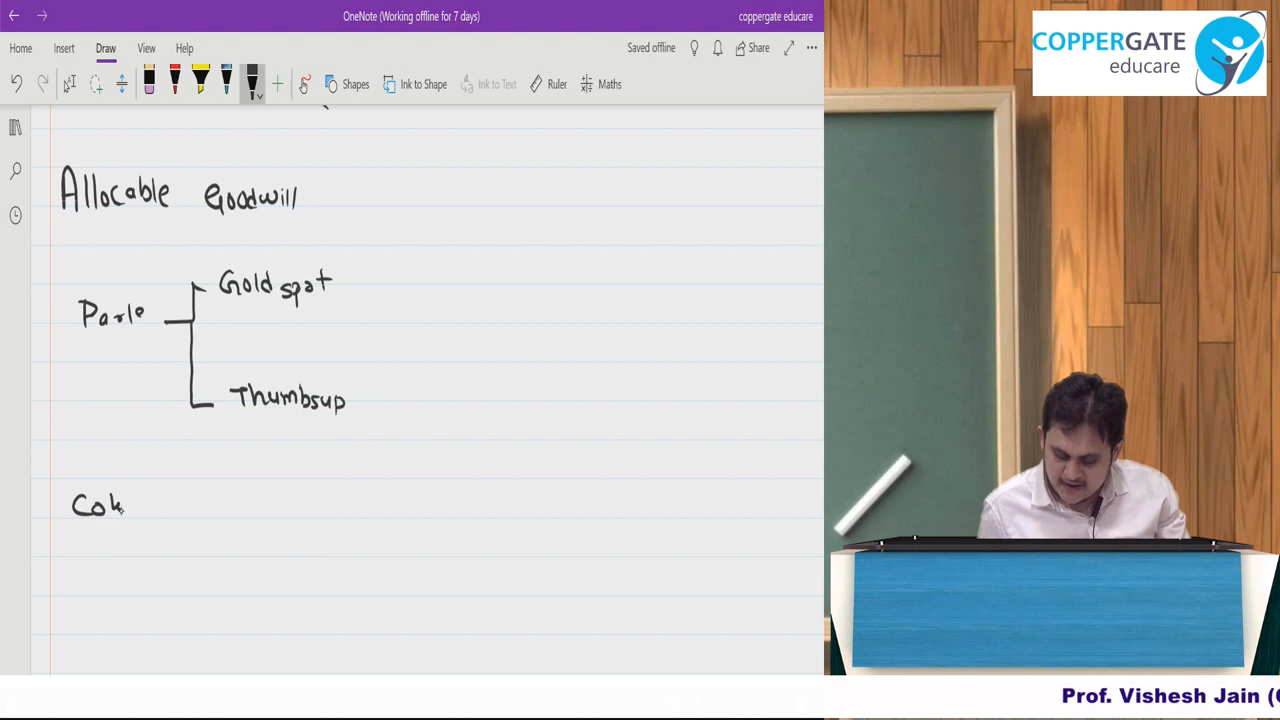 OneNote (Working offline for 7 days)
coppergate educare
Home Insert Draw View Help
Saved offline
Share
Shapes
Ink to Shape
Ink to Text
Ruler
Maths
COPPERGATE
educare
Allocable Goodwill
Gold spot
Parle
Thumbsup
Cok
Prof. Vishesh Jain (